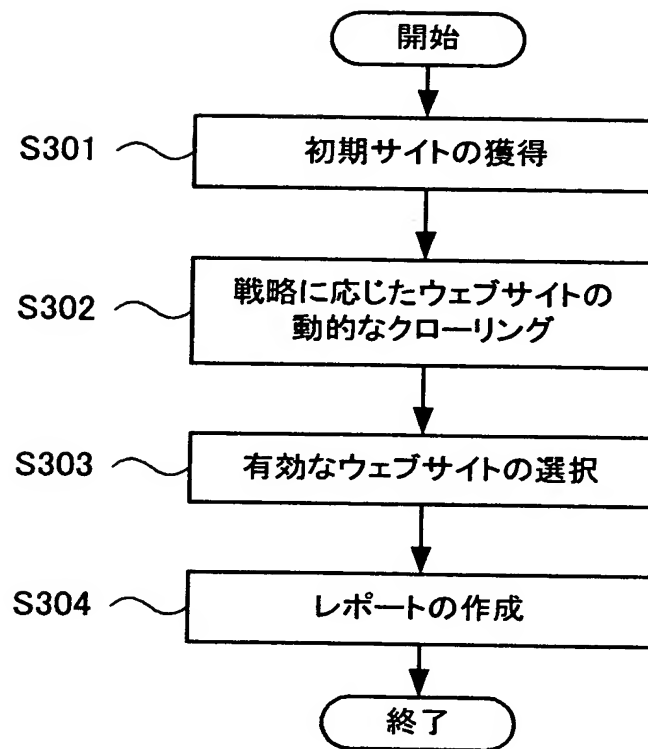 開始
S301
初期サイトの獲得
S302
戦略に応じたウェブサイトの
動的なクローリング
S303
有効なウェブサイトの選択
S304
レポートの作成
終了